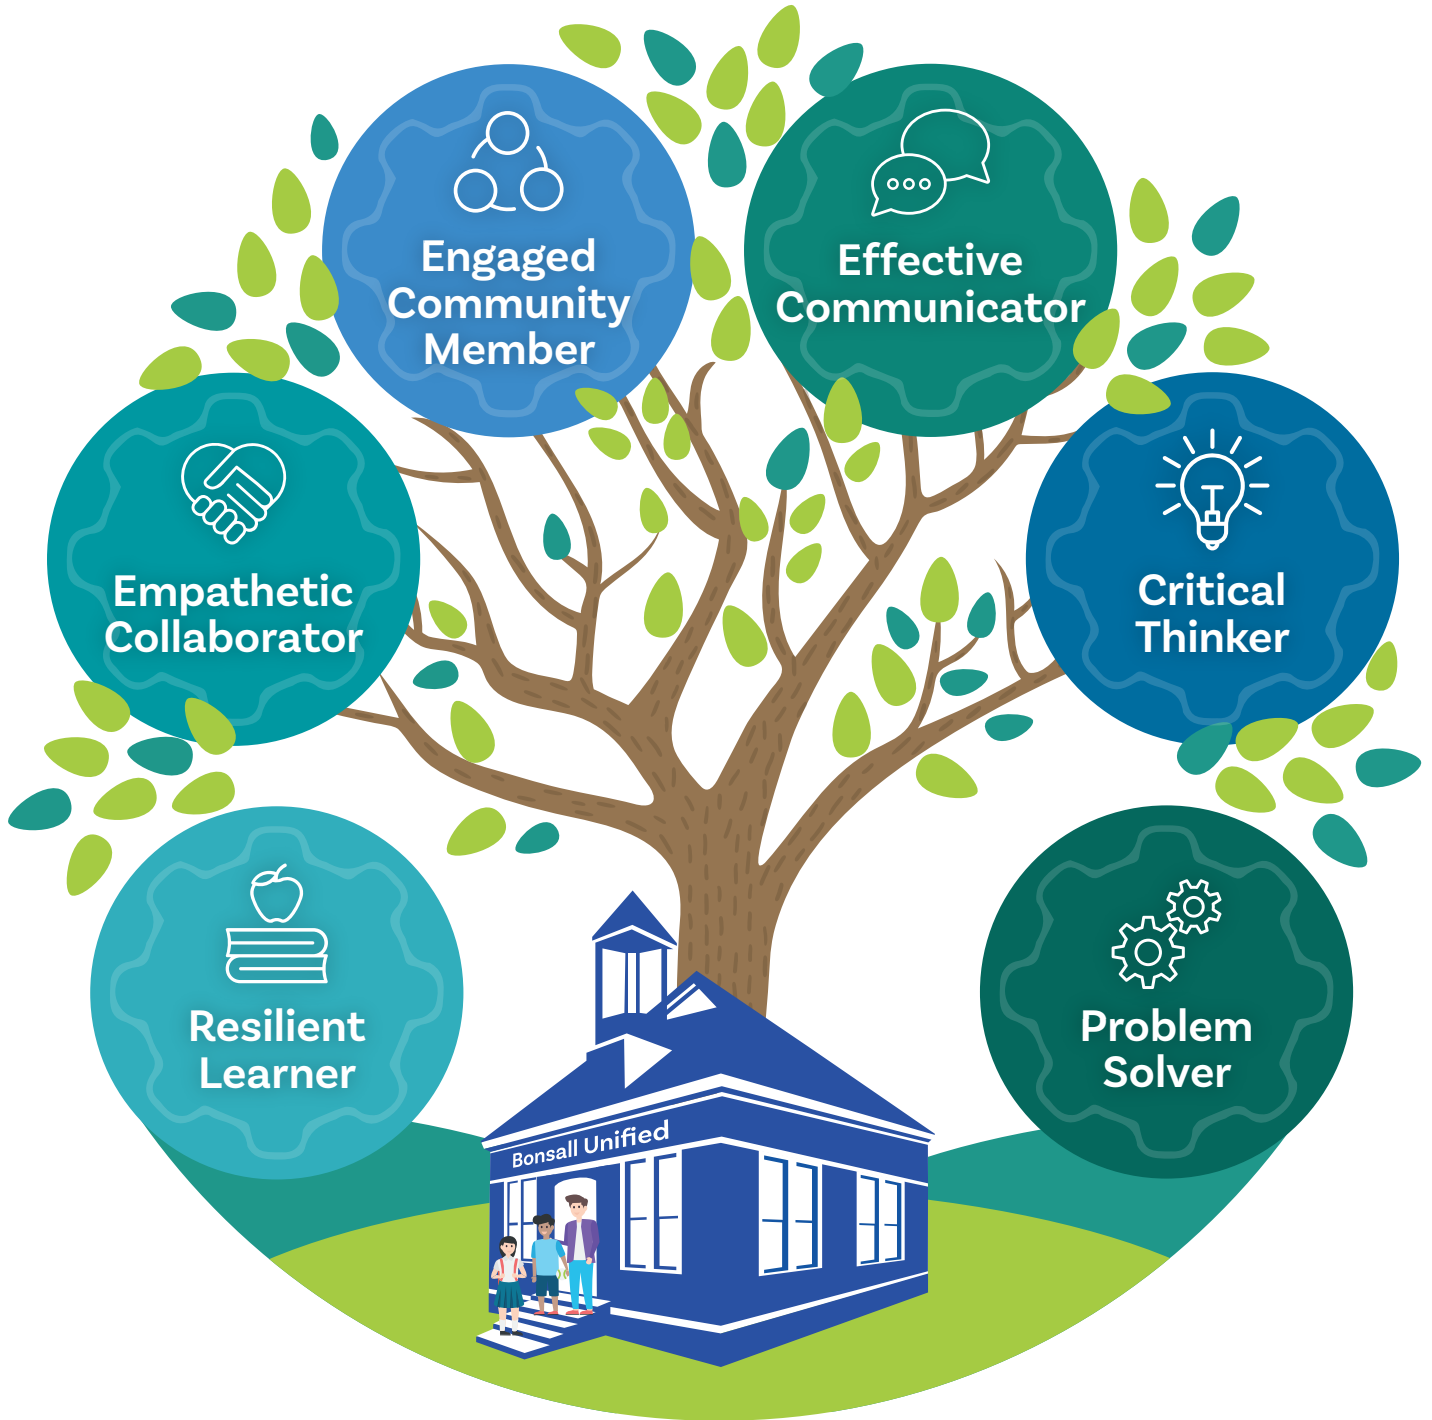 Engaged
Community
Member
Effective
Communicator
Empathetic
Collaborator
Critical
Thinker
Resilient
Learner
Problem
Solver
Bonsall Unified